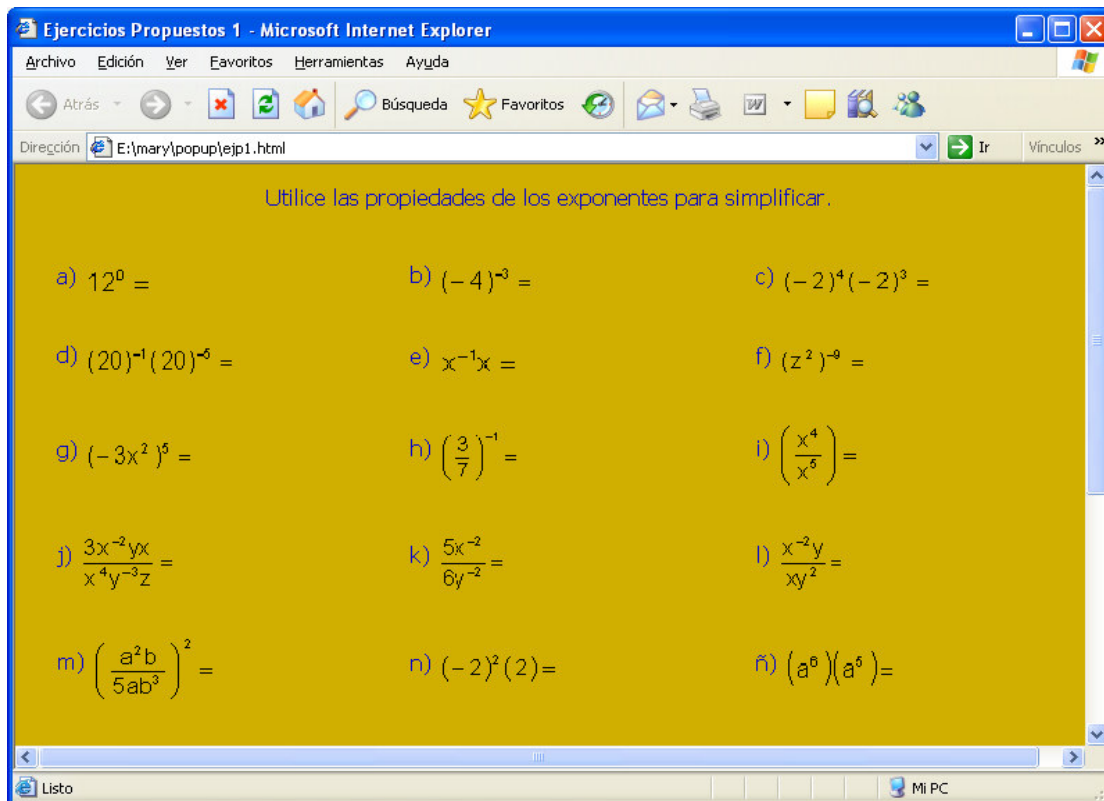 Ejercicios Propuestos 1 - Microsoft Internet Explorer
Archivo Edición Ver Favoritos Herramientas Ayuda
Atrás Búsqueda Favoritos
Dirección E:\mary\popup\ejp1.html Ir Vínculos »
Utilice las propiedades de los exponentes para simplificar.
a) 12⁰ = b) (-4)⁻³ = c) (-2)⁴(-2)³ =
d) (20)⁻¹(20)⁻⁵ = e) x⁻¹x = f) (z²)⁻⁹ =
g) (-3x²)⁵ = h) (3/7)⁻¹ = i) (x⁴/x⁵) =
j) 3x⁻²yx/x⁴y⁻³z = k) 5x⁻²/6y⁻² = l) x⁻²y/xy² =
m) (a²b/5ab³)² = n) (-2)²(2)= ñ) (a⁶)(a⁵)=
Listo Mi PC